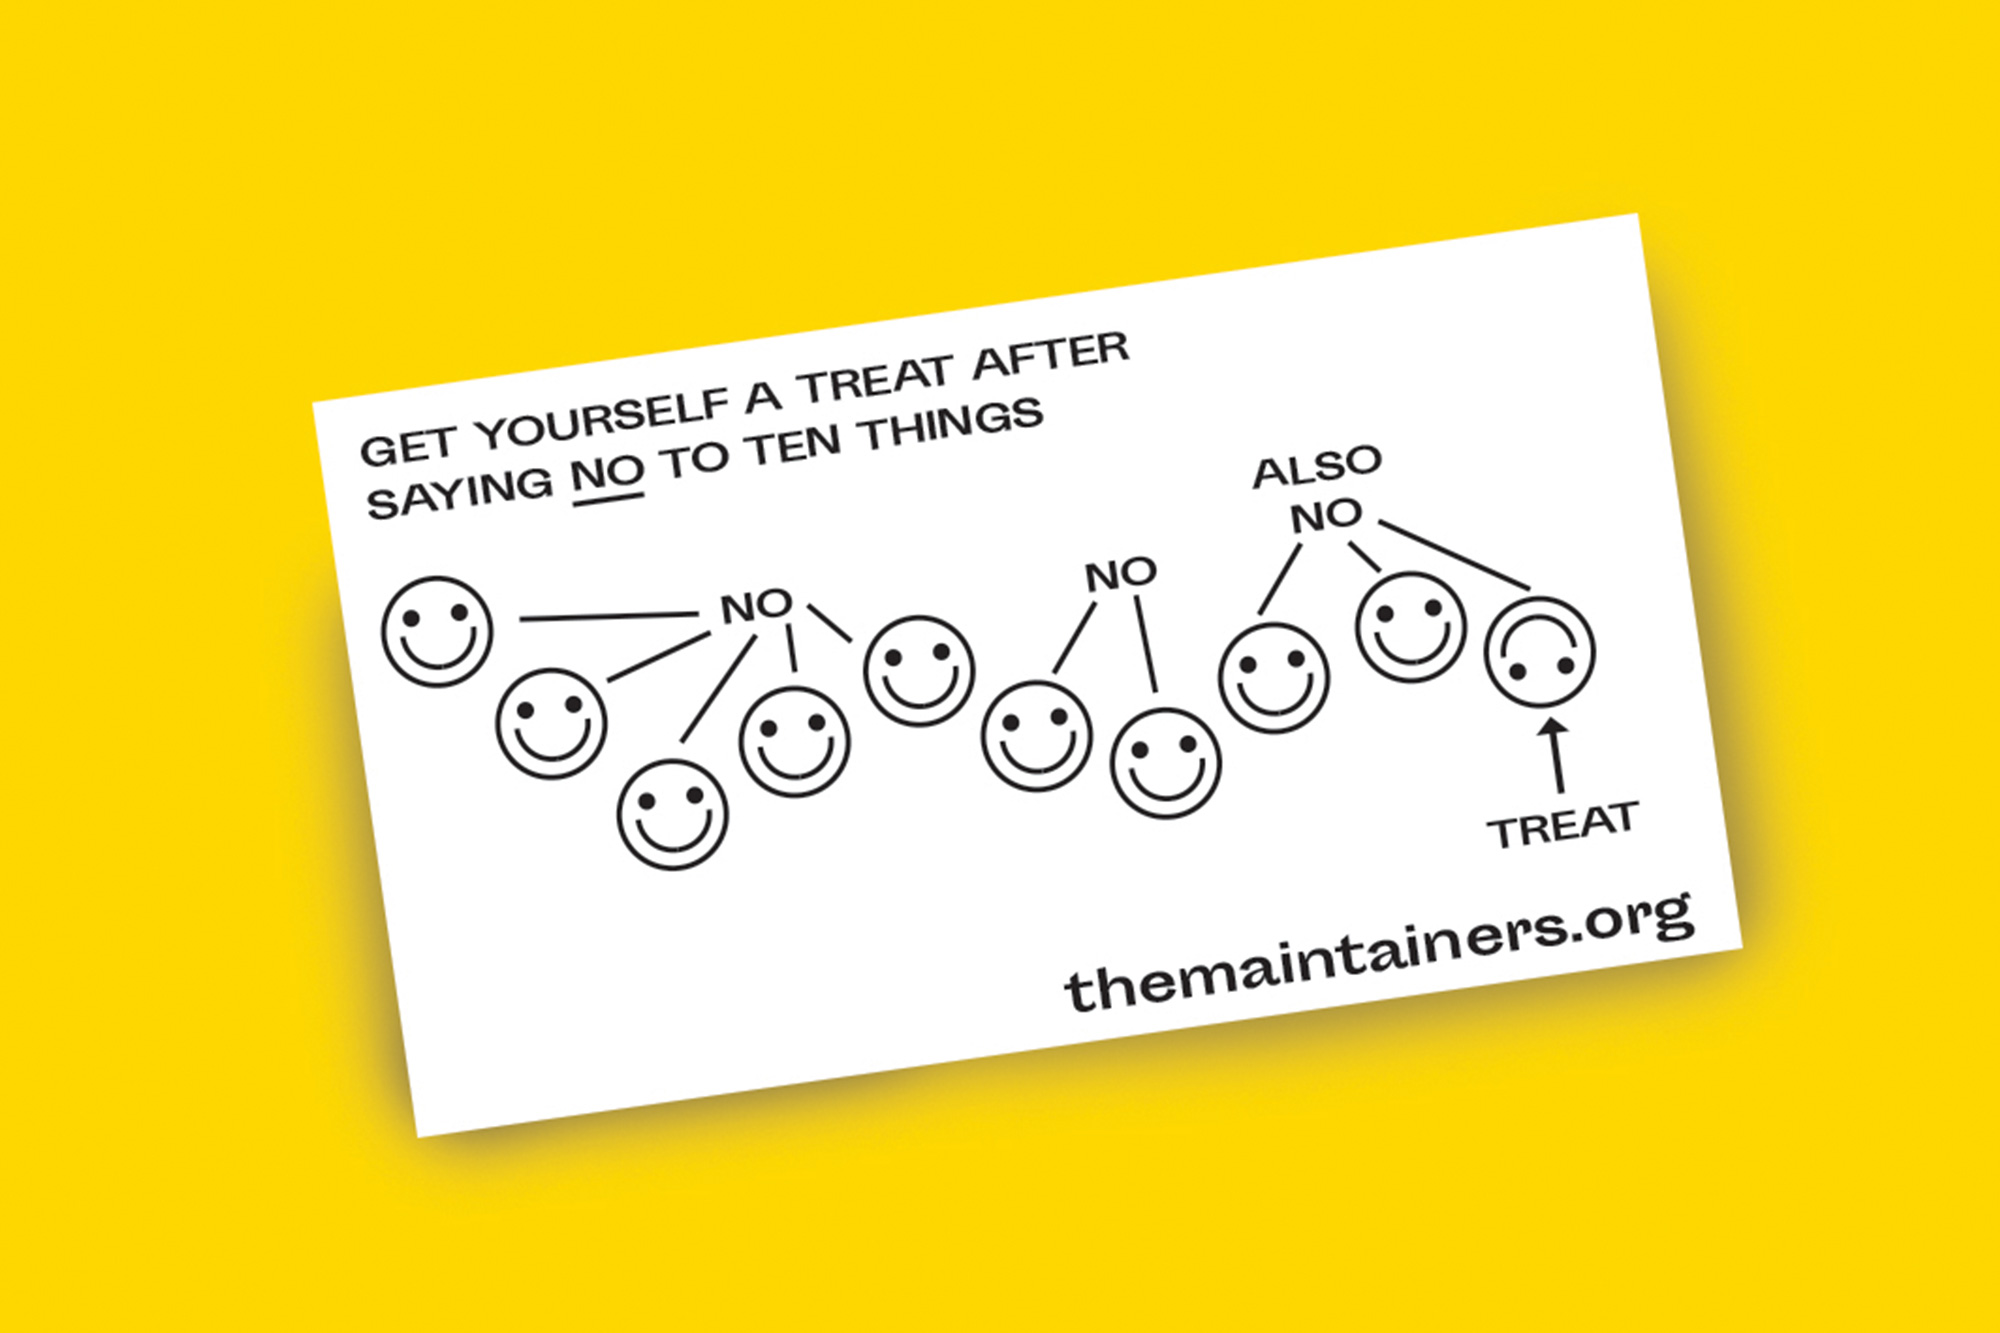 GET YOURSELF A TREAT AFTER
SAYING NO TO TEN THINGS
NO
NO
ALSO
NO
TREAT
themaintainers.org